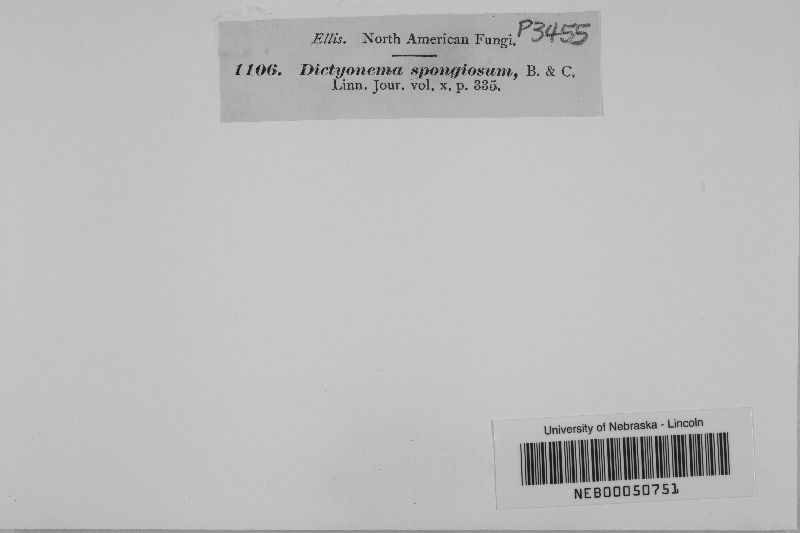 Ellis. North American Fungi. P3455
1106. Dictyonema spongiosum, B. & C.
Linn. Jour. vol. x. p. 335.
University of Nebraska - Lincoln
NEB00050751